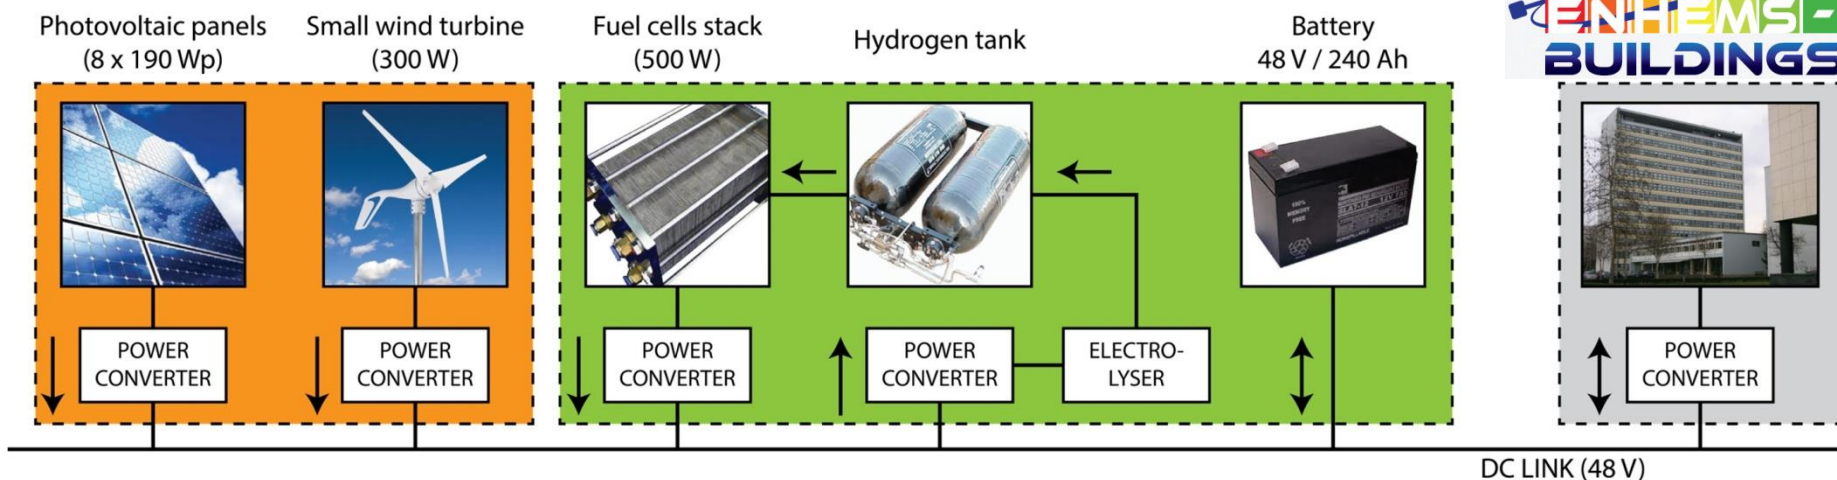 Photovoltaic panels
(8 x 190 Wp)
Small wind turbine
(300 W)
Fuel cells stack
(500 W)
Hydrogen tank
Battery
48 V / 240 Ah
ENHEMS-
BUILDINGS
POWER
CONVERTER
POWER
CONVERTER
POWER
CONVERTER
POWER
CONVERTER
ELECTRO-
LYSER
POWER
CONVERTER
DC LINK (48 V)